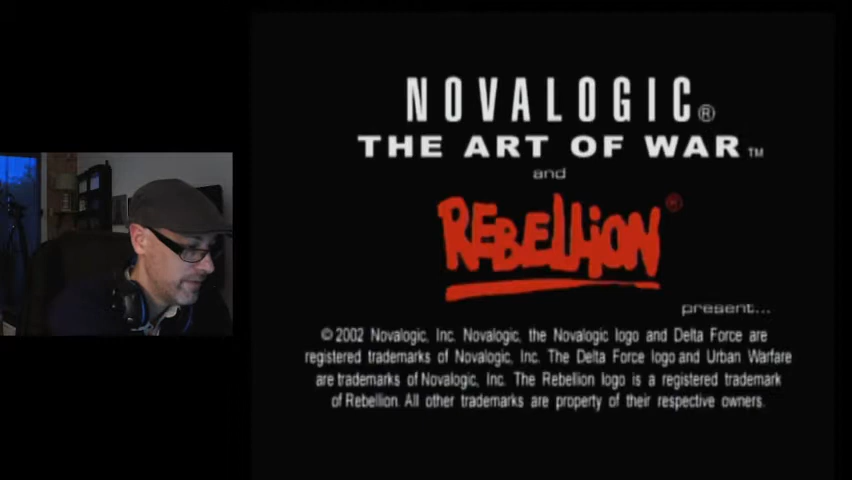 NOVALOGIC®
THE ART OF WAR™
and
REBELLION®
present...
© 2002 Novalogic, Inc. Novalogic, the Novalogic logo and Delta Force are
registered trademarks of Novalogic, Inc. The Delta Force logo and Urban Warfare
are trademarks of Novalogic, Inc. The Rebellion logo is a registered trademark
of Rebellion. All other trademarks are property of their respective owners.